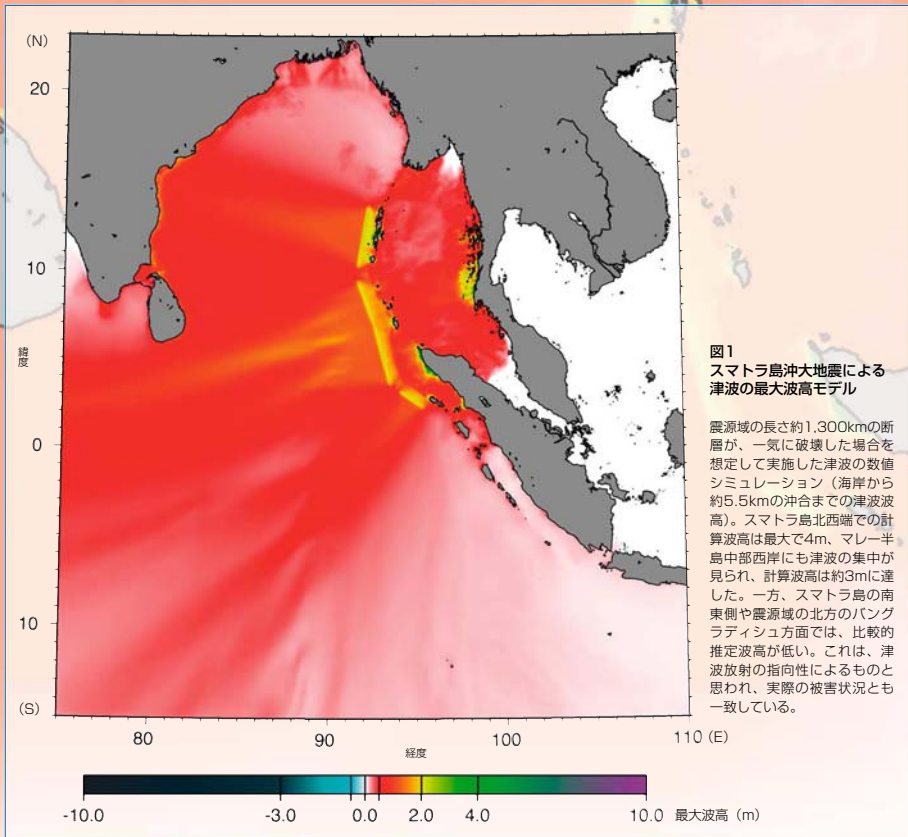 (N)
20
10
緯度
0
10
(S)
80
90
100
110 (E)
経度
-10.0
-3.0
0.0
2.0
4.0
10.0
最大波高（m）
図1
スマトラ島沖大地震による
津波の最大波高モデル
震源域の長さ約1,300kmの断
層が、一気に破壊した場合を
想定して実施した津波の数値
シミュレーション（海岸から
約5.5kmの沖合までの津波波
高）。スマトラ島北西端での計
算波高は最大で4m、マレー半
島中部西岸にも津波の集中が
見られ、計算波高は約3mに達
した。一方、スマトラ島の南
東側や震源域の北方のバング
ラディシュ方面では、比較的
推定波高が低い。これは、津
波放射の指向性によるものと
思われ、実際の被害状況とも
一致している。